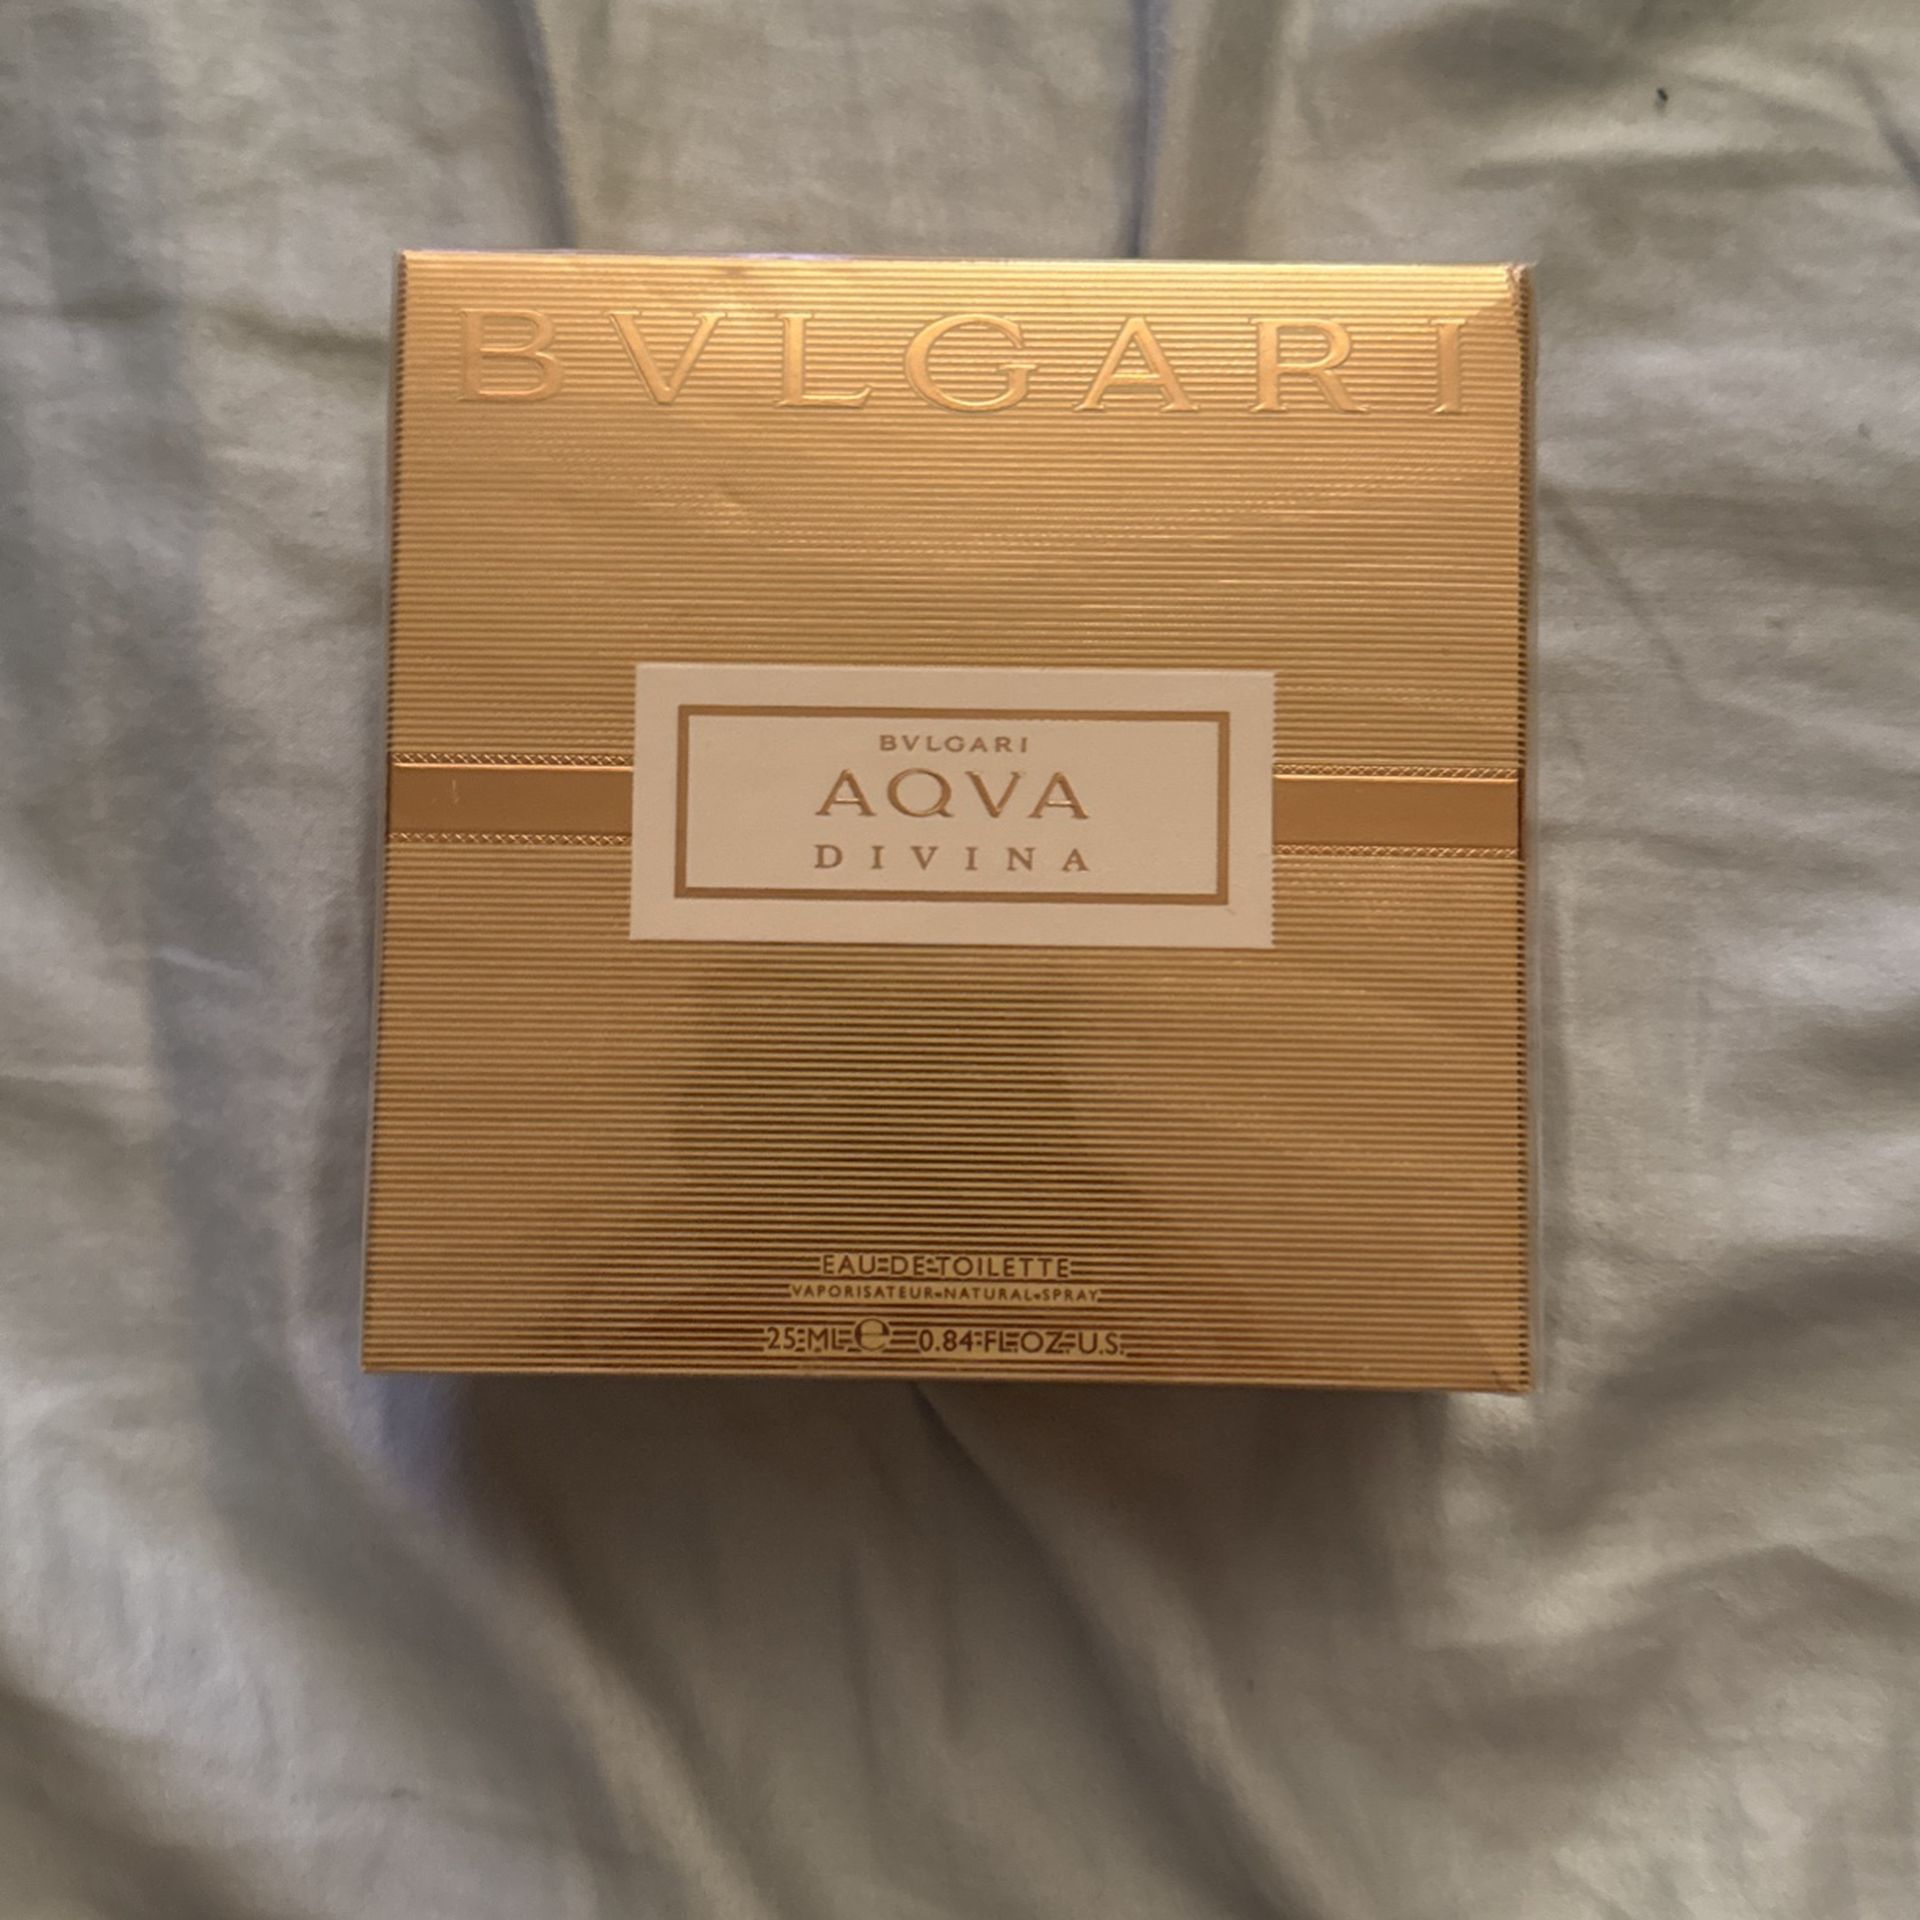 BVLGARI
BVLGARI
AQVA
DIVINA
EAU DE TOILETTE
VAPORISATEUR NATURAL SPRAY
25 ML ℮ 0.84 FL. OZ. U.S.